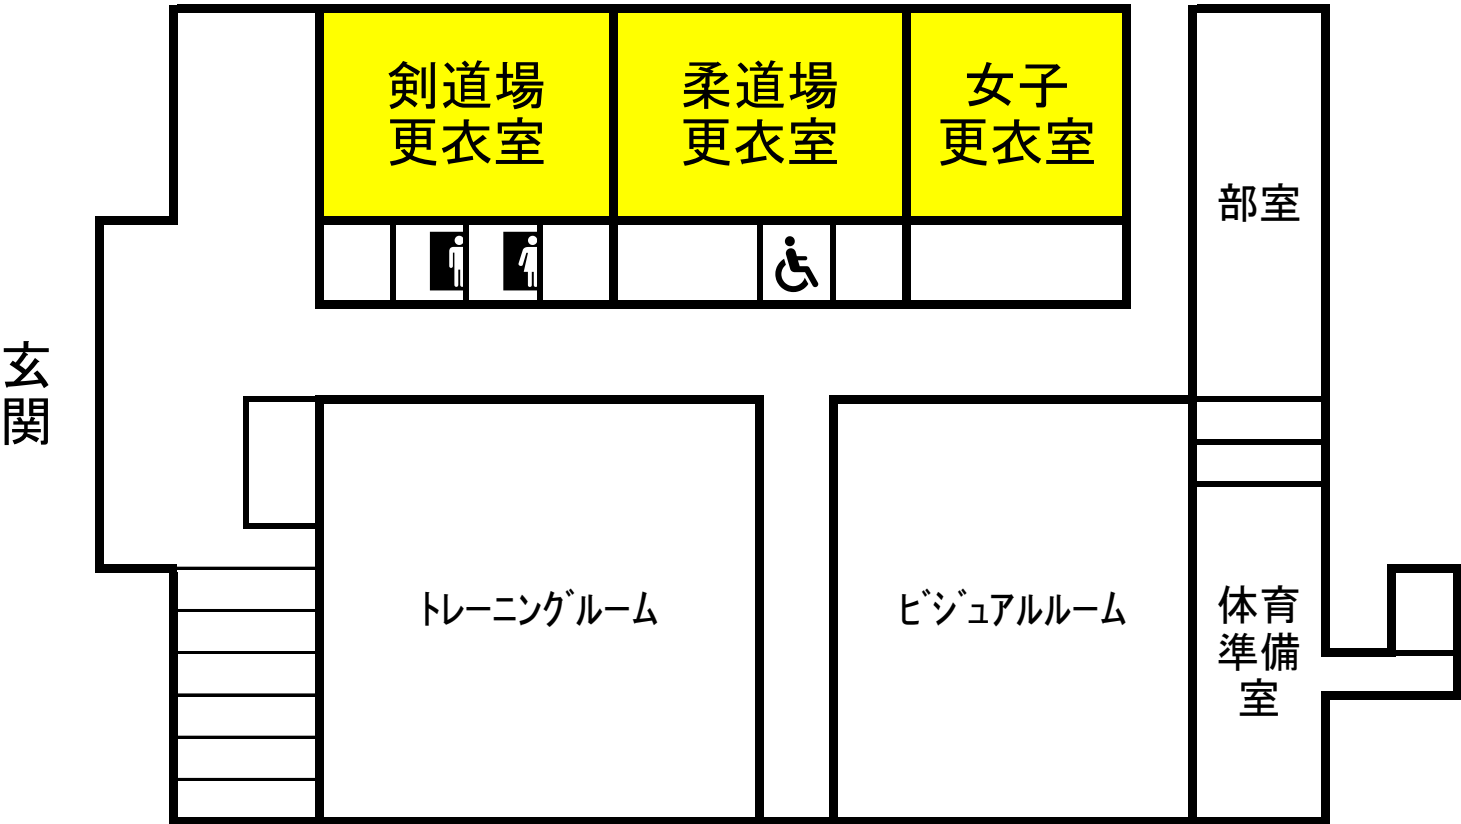 剣道場
更衣室
柔道場
更衣室
女子
更衣室
部室
玄
関
ﾄﾚｰﾆﾝｸﾞﾙｰﾑ
ﾋﾞｼﾞｭｱﾙﾙｰﾑ
体育
準備
室